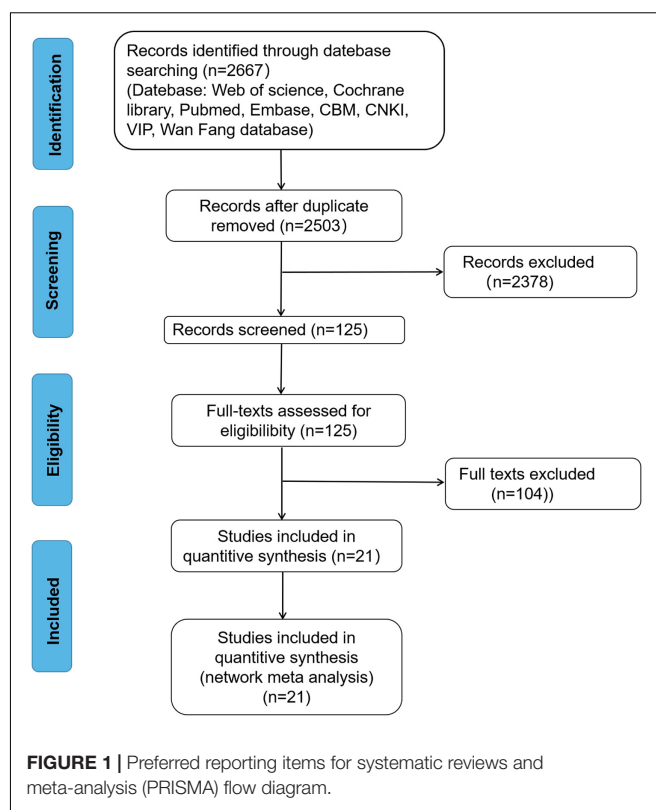 Identification
Records identified through datebase
searching (n=2667)
(Datebase: Web of science, Cochrane
library, Pubmed, Embase, CBM, CNKI,
VIP, Wan Fang database)
Screening
Records after duplicate
removed (n=2503)
Records excluded
(n=2378)
Records screened (n=125)
Eligibility
Full-texts assessed for
eligibilibity (n=125)
Full texts excluded
(n=104))
Included
Studies included in
quantitive synthesis (n=21)
Studies included in
quantitive synthesis
(network meta analysis)
(n=21)
FIGURE 1 | Preferred reporting items for systematic reviews and
meta-analysis (PRISMA) flow diagram.